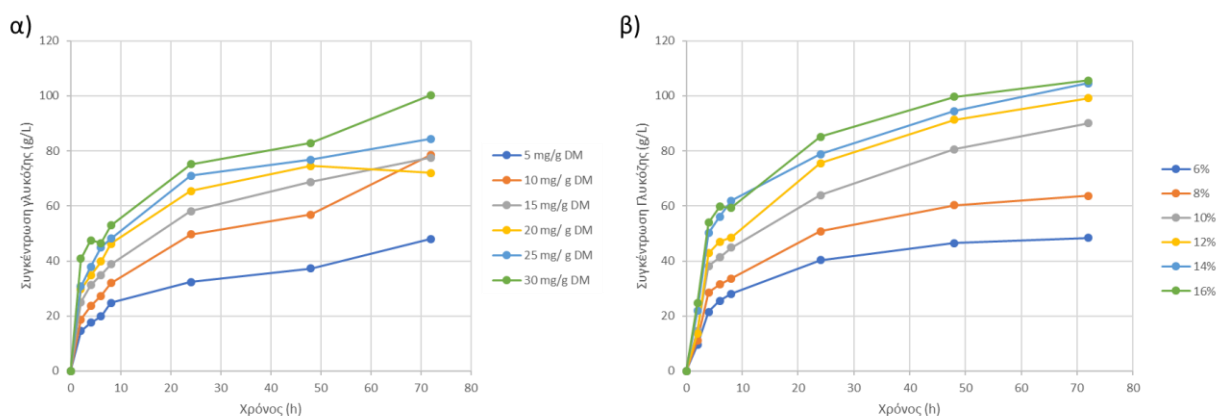 α)
120
100
80
60
40
20
0
0 10 20 30 40 50 60 70 80
Συγκέντρωση γλυκόζης (g/L)
Χρόνος (h)
5 mg/g DM
10 mg/ g DM
15 mg/g DM
20 mg/ g DM
25 mg/ g DM
30 mg/g DM
β)
120
100
80
60
40
20
0
0 10 20 30 40 50 60 70 80
Συγκέντρωση Γλυκόζης (g/L)
Χρόνος (h)
6%
8%
10%
12%
14%
16%